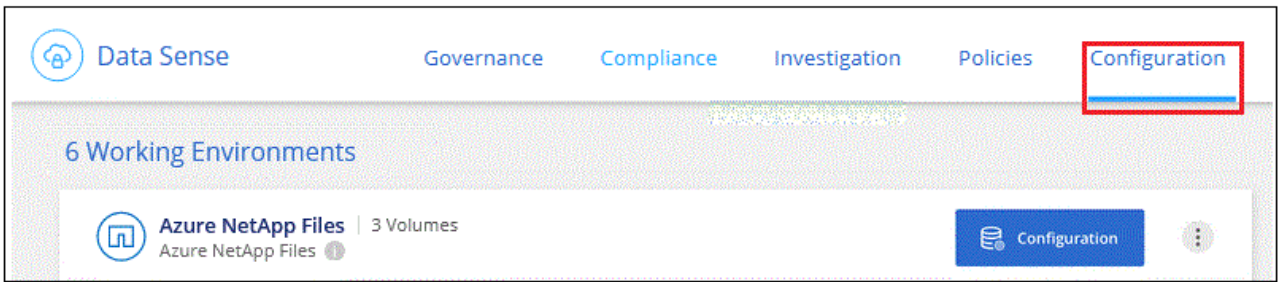 Data Sense Governance Compliance Investigation Policies Configuration
6 Working Environments
Azure NetApp Files | 3 Volumes
Azure NetApp Files
Configuration